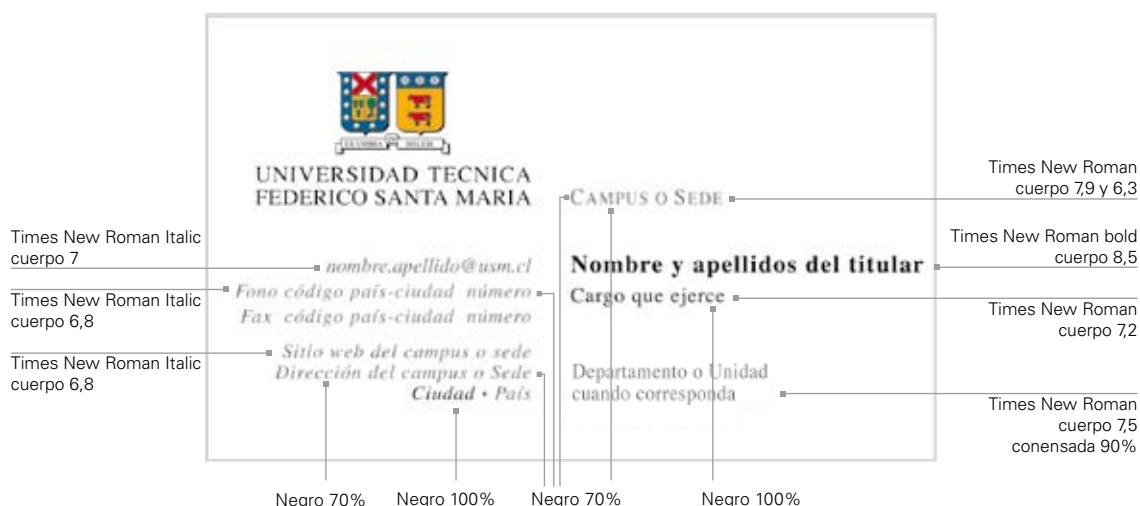 UNIVERSIDAD TECNICA
FEDERICO SANTA MARIA
CAMPUS O SEDE
nombre.apellido@usm.cl
Fono código país-ciudad número
Fax código país-ciudad número
Sitio web del campus o sede
Dirección del campus o Sede
Ciudad • País
Nombre y apellidos del titular
Cargo que ejerce
Departamento o Unidad
cuando corresponda
Times New Roman Italic
cuerpo 7
Times New Roman Italic
cuerpo 6,8
Times New Roman Italic
cuerpo 6,8
Times New Roman
cuerpo 7,9 y 6,3
Times New Roman bold
cuerpo 8,5
Times New Roman
cuerpo 7,2
Times New Roman
cuerpo 7,5
conensada 90%
Negro 70%
Negro 100%
Negro 70%
Negro 100%